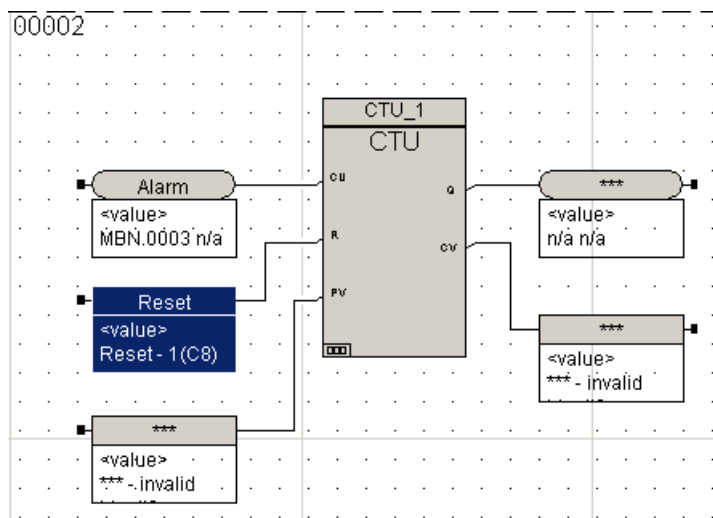 00002
CTU_1
CTU
CU
Q
R
CV
PV
Alarm
<value>
MBN.0003 n/a
Reset
<value>
Reset - 1(C8)
***
<value>
*** - invalid
***
<value>
n/a n/a
***
<value>
*** - invalid